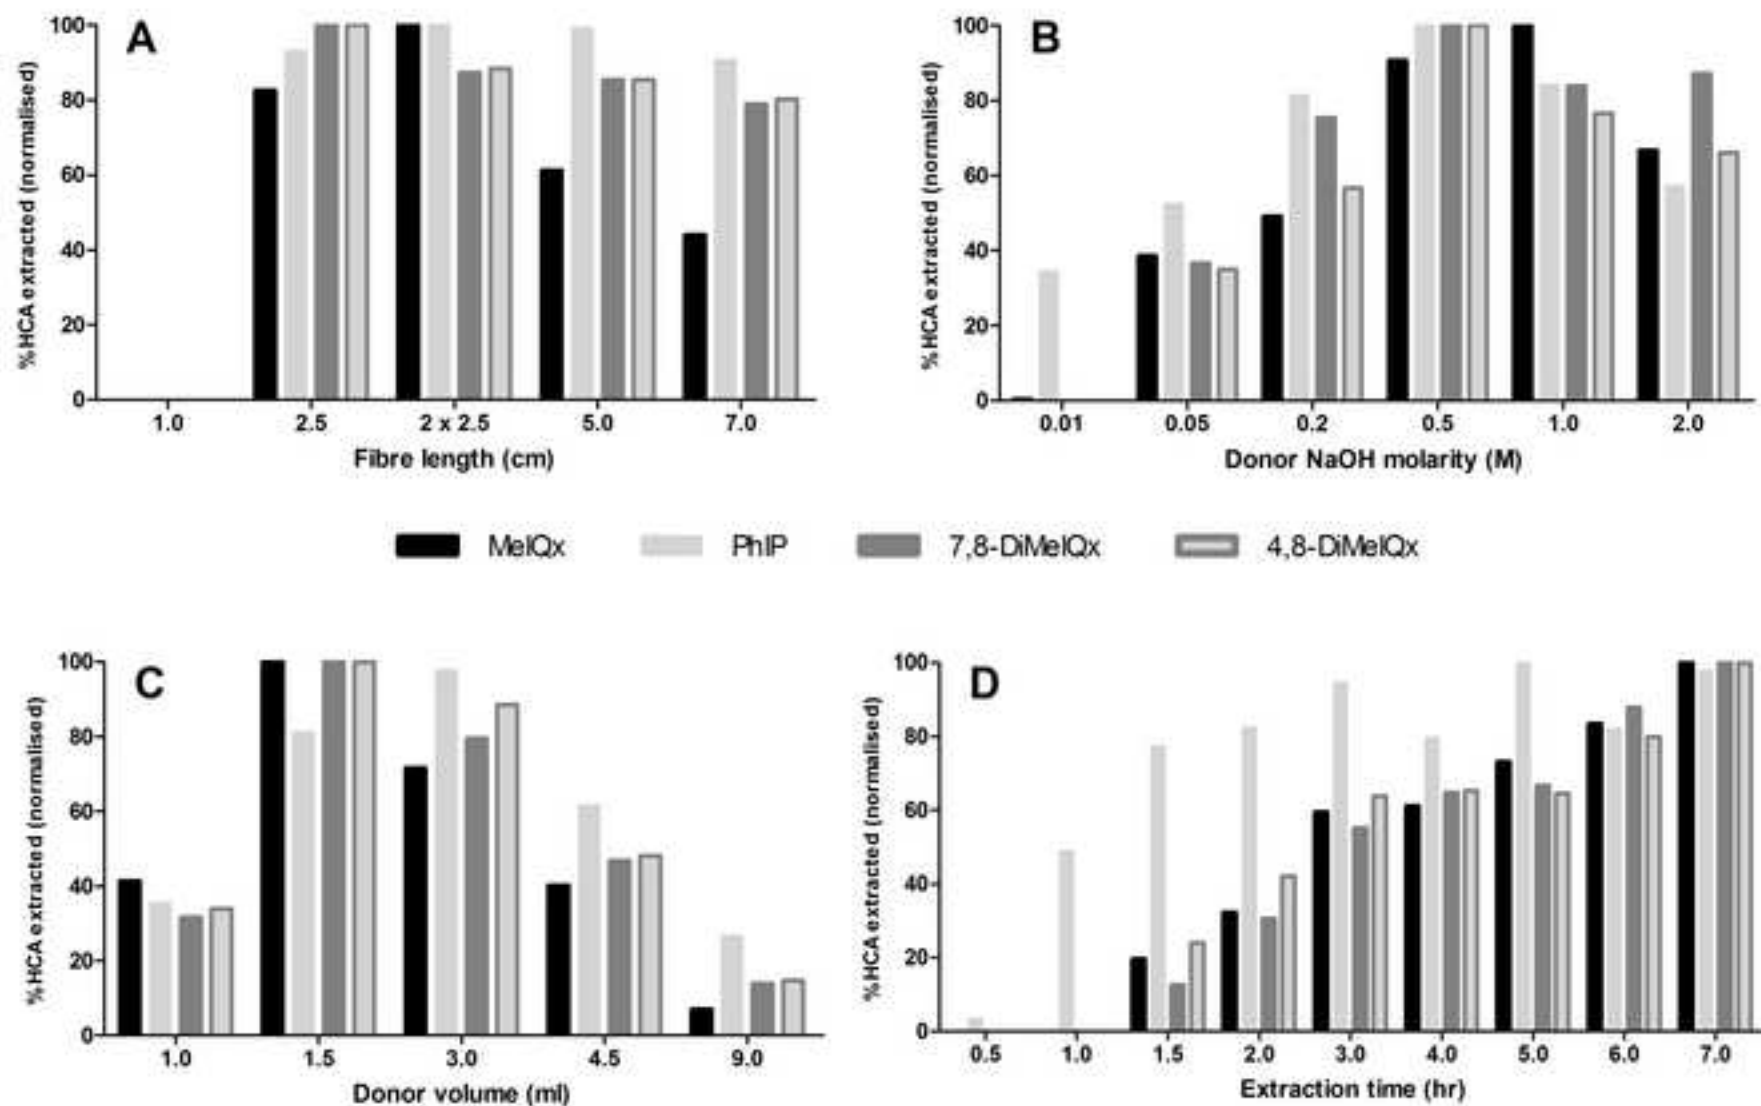 A
%HCA extracted (normalised)
100
80
60
40
20
0
1.0 2.5 2 x 2.5 5.0 7.0
Fibre length (cm)
B
%HCA extracted (normalised)
100
80
60
40
20
0
0.01 0.05 0.2 0.5 1.0 2.0
Donor NaOH molarity (M)
MeIQx PhIP 7,8-DiMeIQx 4,8-DiMeIQx
C
%HCA extracted (normalised)
100
80
60
40
20
0
1.0 1.5 3.0 4.5 9.0
Donor volume (ml)
D
%HCA extracted (normalised)
100
80
60
40
20
0
0.5 1.0 1.5 2.0 3.0 4.0 5.0 6.0 7.0
Extraction time (hr)